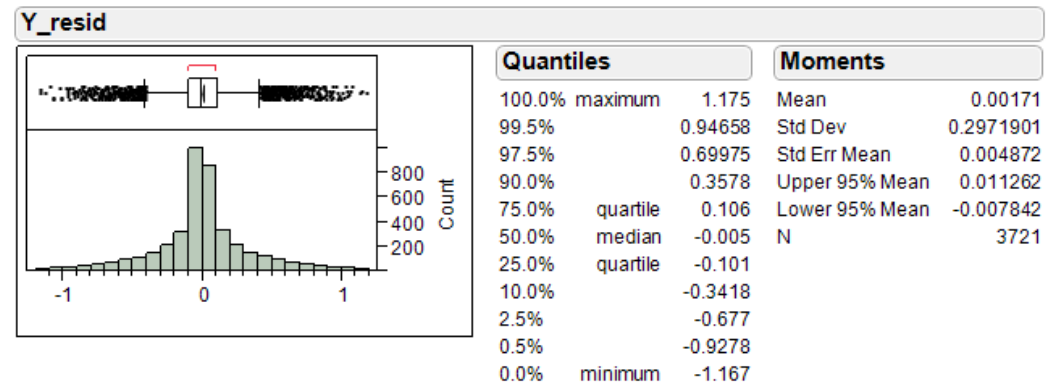 Y_resid
800
600
400
200
Count
-1 0 1
Quantiles
100.0% maximum 1.175
99.5% 0.94658
97.5% 0.69975
90.0% 0.3578
75.0% quartile 0.106
50.0% median -0.005
25.0% quartile -0.101
10.0% -0.3418
2.5% -0.677
0.5% -0.9278
0.0% minimum -1.167
Moments
Mean 0.00171
Std Dev 0.2971901
Std Err Mean 0.004872
Upper 95% Mean 0.011262
Lower 95% Mean -0.007842
N 3721